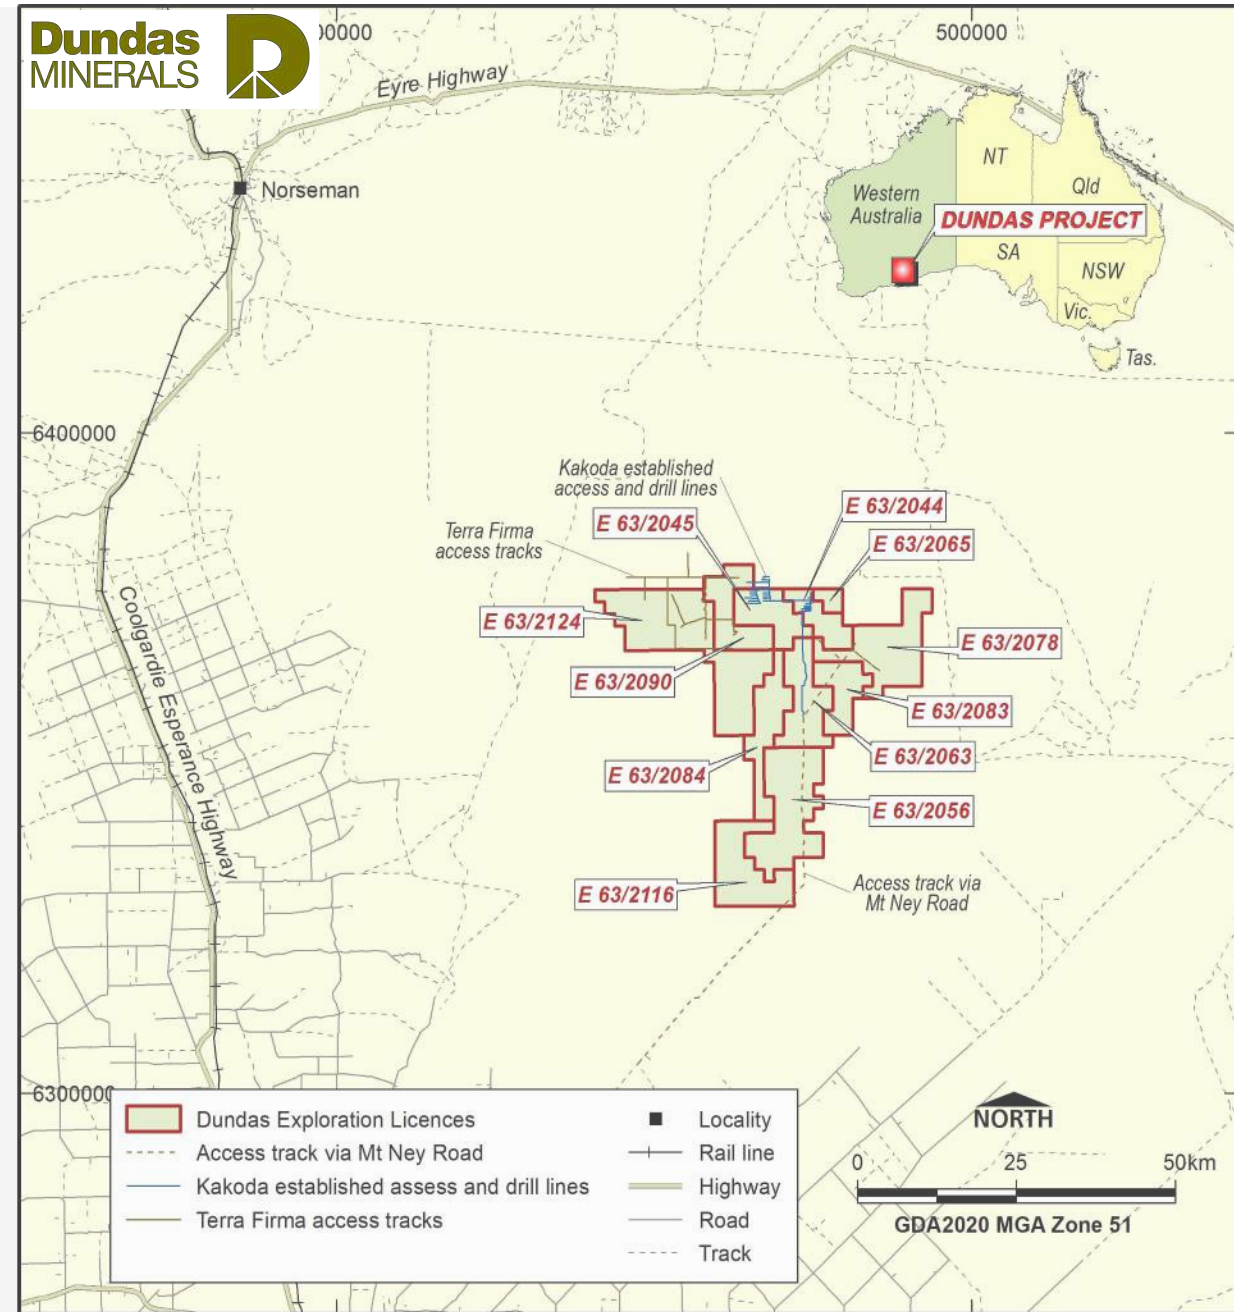 Dundas
MINERALS
00000
500000
Eyre Highway
Norseman
NT
Qld
Western
Australia
DUNDAS PROJECT
SA
NSW
Vic.
Tas.
6400000
Kakoda established
access and drill lines
E 63/2044
E 63/2045
Terra Firma
access tracks
E 63/2065
E 63/2124
E 63/2078
E 63/2090
E 63/2083
Coolgardie Esperance Highway
E 63/2063
E 63/2084
E 63/2056
E 63/2116
Access track via
Mt Ney Road
6300000
Dundas Exploration Licences
Access track via Mt Ney Road
Kakoda established assess and drill lines
Terra Firma access tracks
Locality
Rail line
Highway
Road
Track
NORTH
0 25 50km
GDA2020 MGA Zone 51